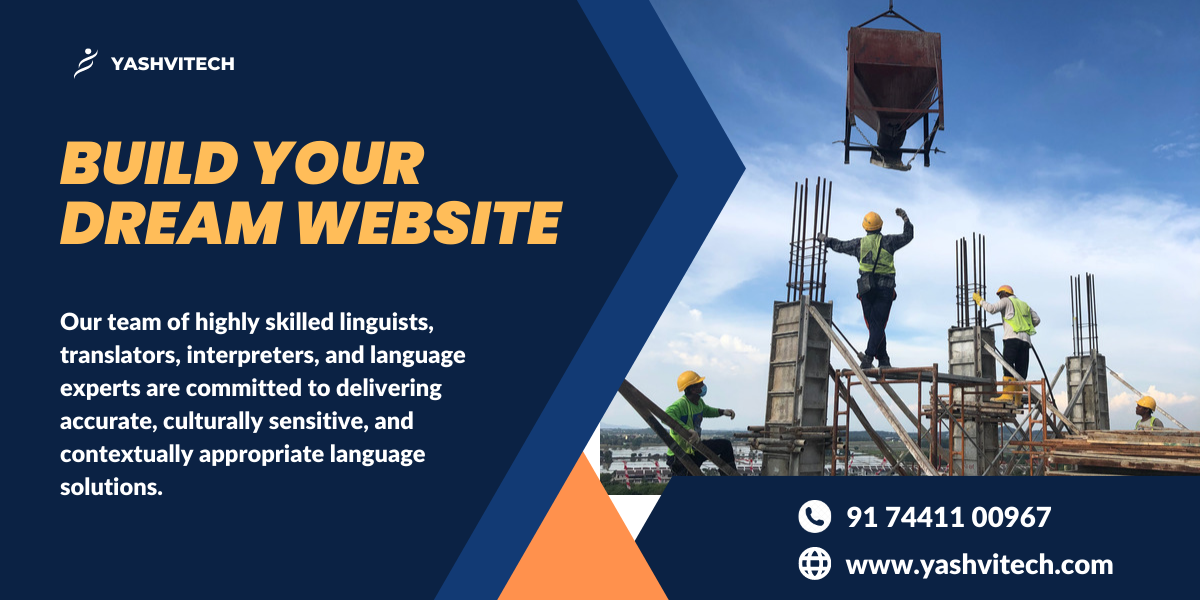 YASHVITECH
BUILD YOUR
DREAM WEBSITE
Our team of highly skilled linguists,
translators, interpreters, and language
experts are committed to delivering
accurate, culturally sensitive, and
contextually appropriate language
solutions.
91 74411 00967
www.yashvitech.com